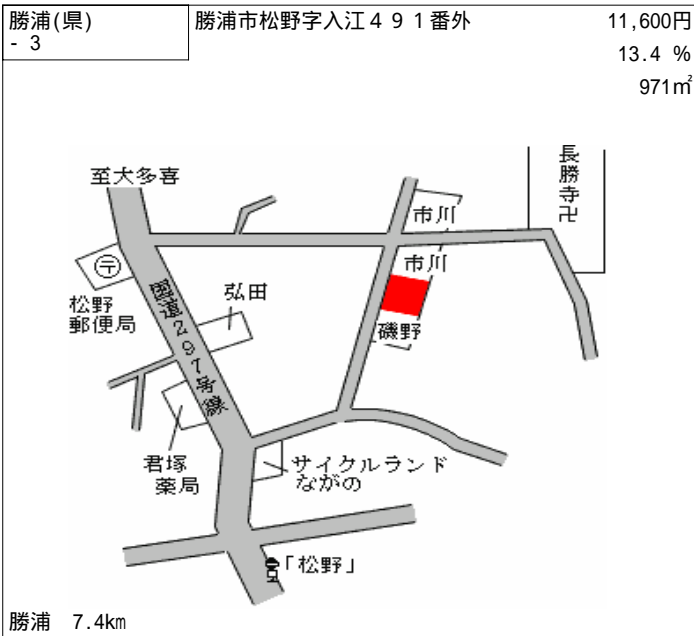 勝浦(県)
- 3
勝浦市松野字入江４９１番外
11,600円
13.4 %
971㎡
至大多喜
長勝寺卍
市川
市川
〒
松野
郵便局
国道２９７号線
弘田
磯野
君塚
薬局
サイクルランド
ながの
「松野」
勝浦 7.4km